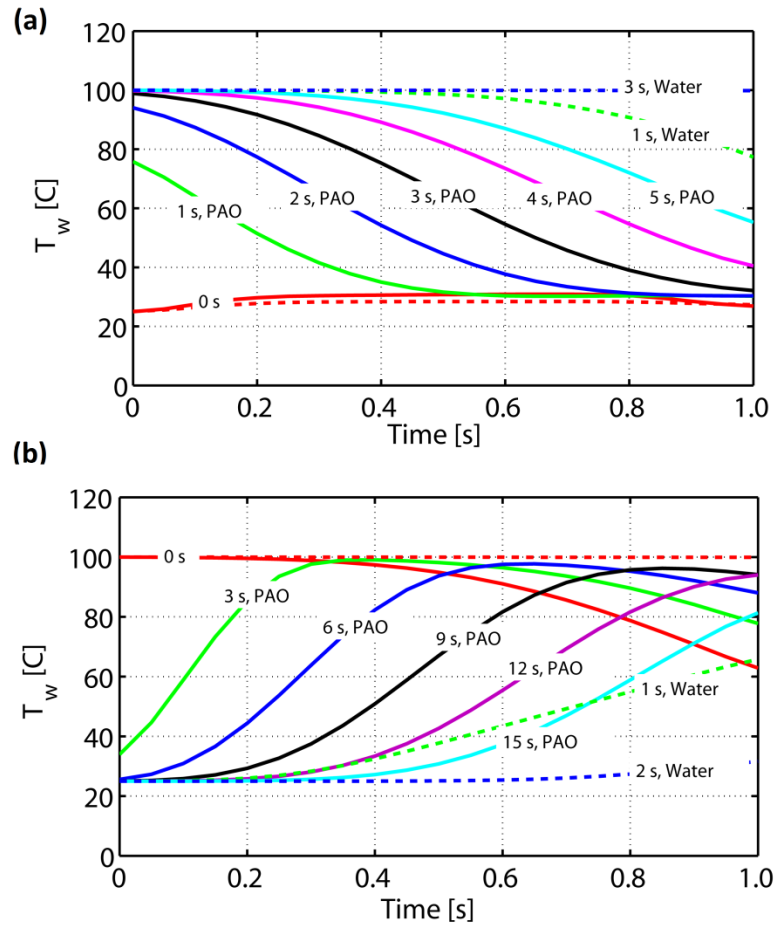 (a)
120
100
80
60
40
20
0
T_w [C]
3 s, Water
1 s, Water
1 s, PAO
2 s, PAO
3 s, PAO
4 s, PAO
5 s, PAO
0 s
0
0.2
0.4
0.6
0.8
1.0
Time [s]
(b)
120
100
80
60
40
20
0
T_w [C]
0 s
3 s, PAO
6 s, PAO
9 s, PAO
12 s, PAO
1 s, Water
15 s, PAO
2 s, Water
0
0.2
0.4
0.6
0.8
1.0
Time [s]